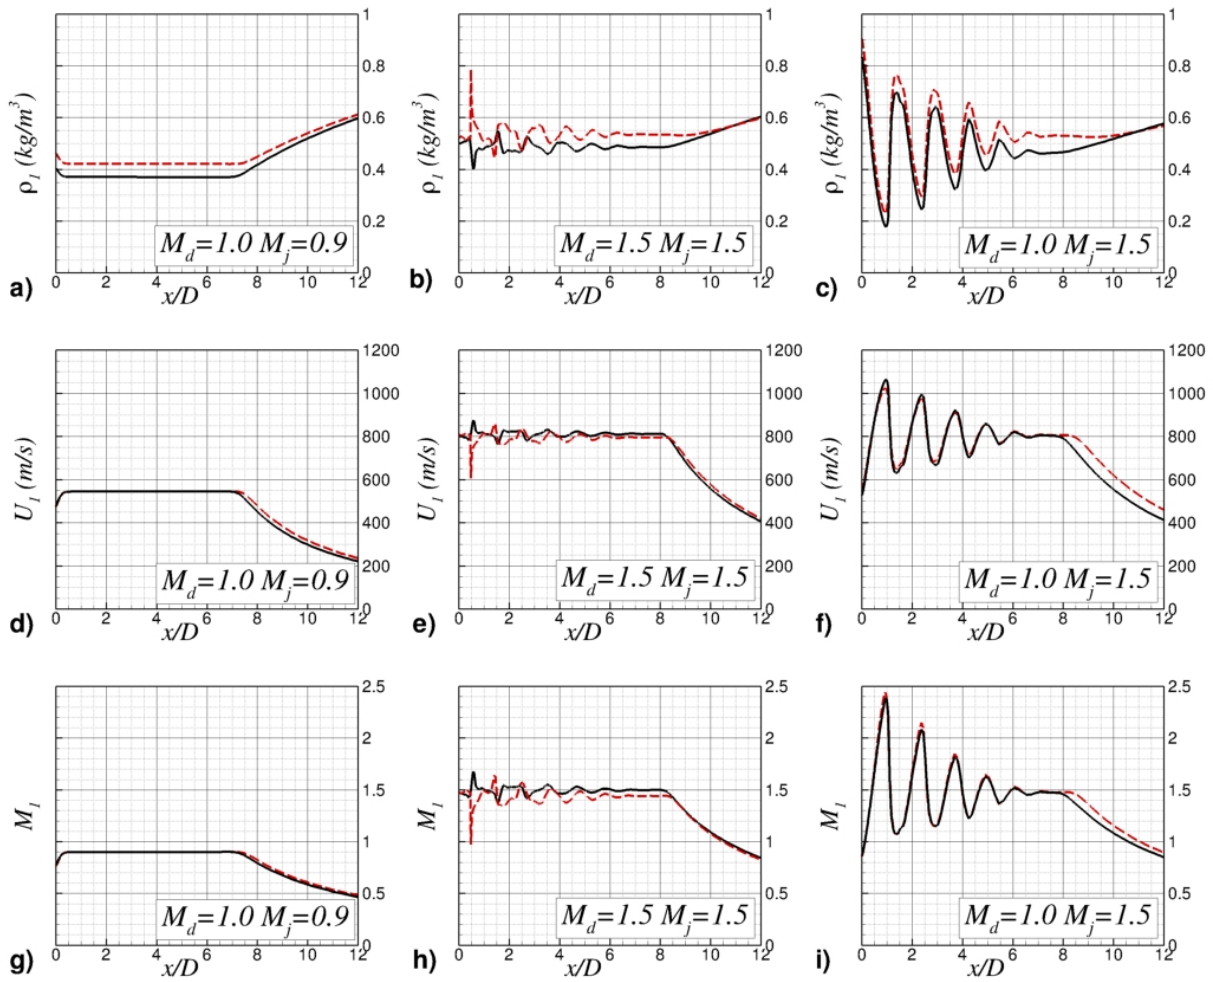 1
0.8
0.6
0.4
0.2
0
ρ1 (kg/m3)
Md=1.0 Mj=0.9
0 2 4 6 8 10 12
x/D
a)
1
0.8
0.6
0.4
0.2
0
ρ1 (kg/m3)
Md=1.5 Mj=1.5
0 2 4 6 8 10 12
x/D
b)
1
0.8
0.6
0.4
0.2
0
ρ1 (kg/m3)
Md=1.0 Mj=1.5
0 2 4 6 8 10 12
x/D
c)
1200
1000
800
600
400
200
0
U1 (m/s)
Md=1.0 Mj=0.9
0 2 4 6 8 10 12
x/D
d)
1200
1000
800
600
400
200
0
U1 (m/s)
Md=1.5 Mj=1.5
0 2 4 6 8 10 12
x/D
e)
1200
1000
800
600
400
200
0
U1 (m/s)
Md=1.0 Mj=1.5
0 2 4 6 8 10 12
x/D
f)
2.5
2
1.5
1
0.5
0
M1
Md=1.0 Mj=0.9
0 2 4 6 8 10 12
x/D
g)
2.5
2
1.5
1
0.5
0
M1
Md=1.5 Mj=1.5
0 2 4 6 8 10 12
x/D
h)
2.5
2
1.5
1
0.5
0
M1
Md=1.0 Mj=1.5
0 2 4 6 8 10 12
x/D
i)